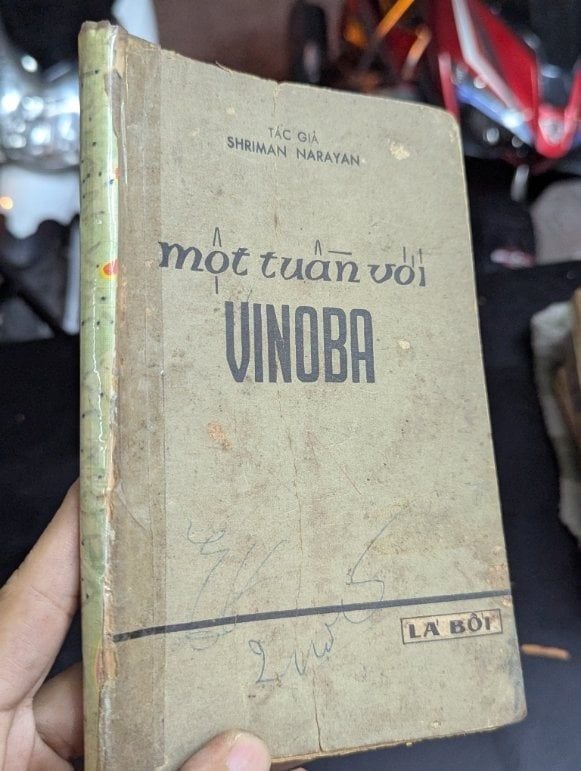 TÁC GIẢ
SHRIMAN NARAYAN
một tuần với
VINOBA
LÁ BỐI